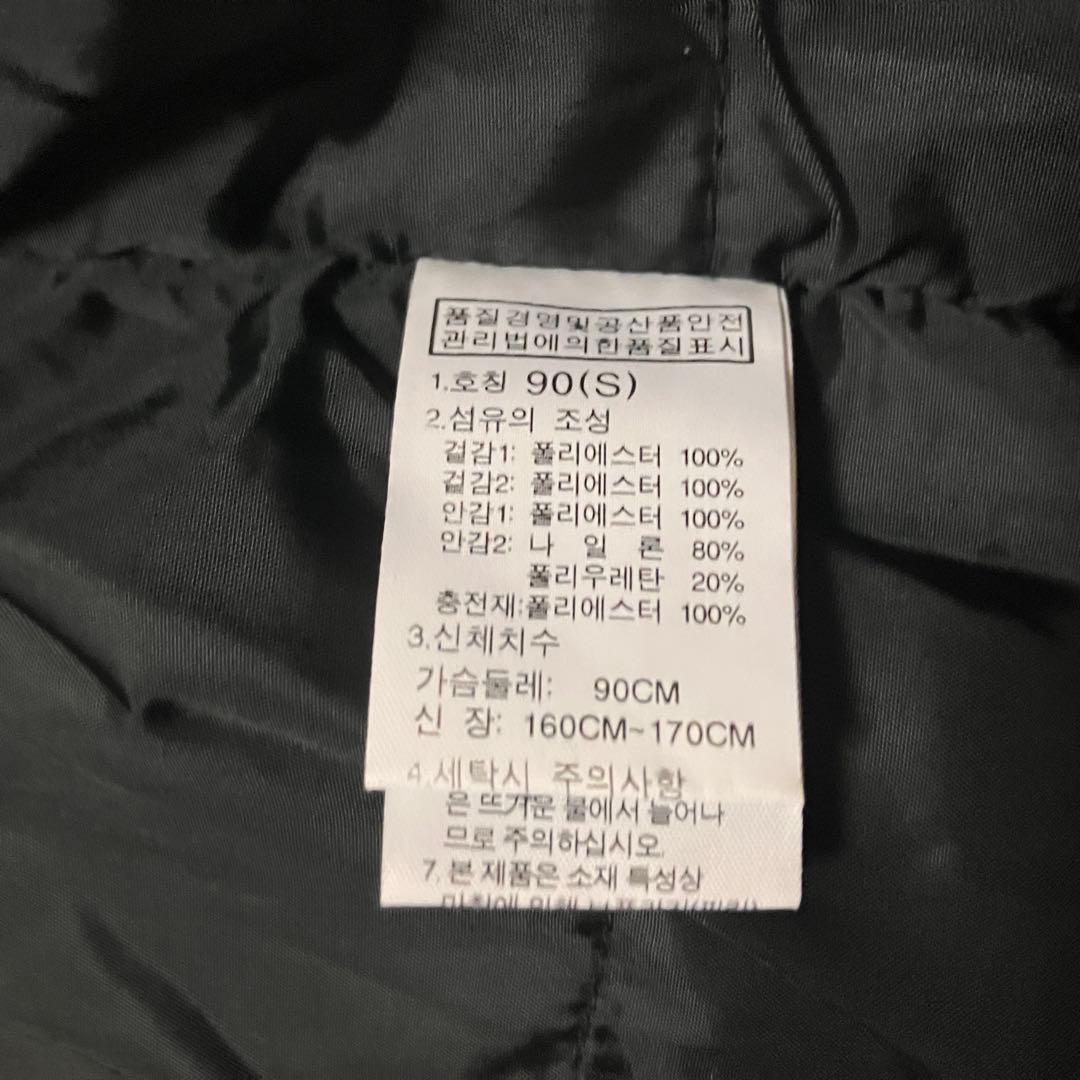 품질경영및공산품안전
관리법에의한품질표시
1.호칭 90(S)
2.섬유의 조성
겉감1: 폴리에스터 100%
겉감2: 폴리에스터 100%
안감1: 폴리에스터 100%
안감2: 나 일 론 80%
폴리우레탄 20%
충전재:폴리에스터 100%
3.신체치수
가슴둘레: 90CM
신 장: 160CM~170CM
4.세탁시 주의사항
은 뜨거운 물에서 늘어나
므로 주의하십시오.
7. 본 제품은 소재 특성상
마찰에 의해